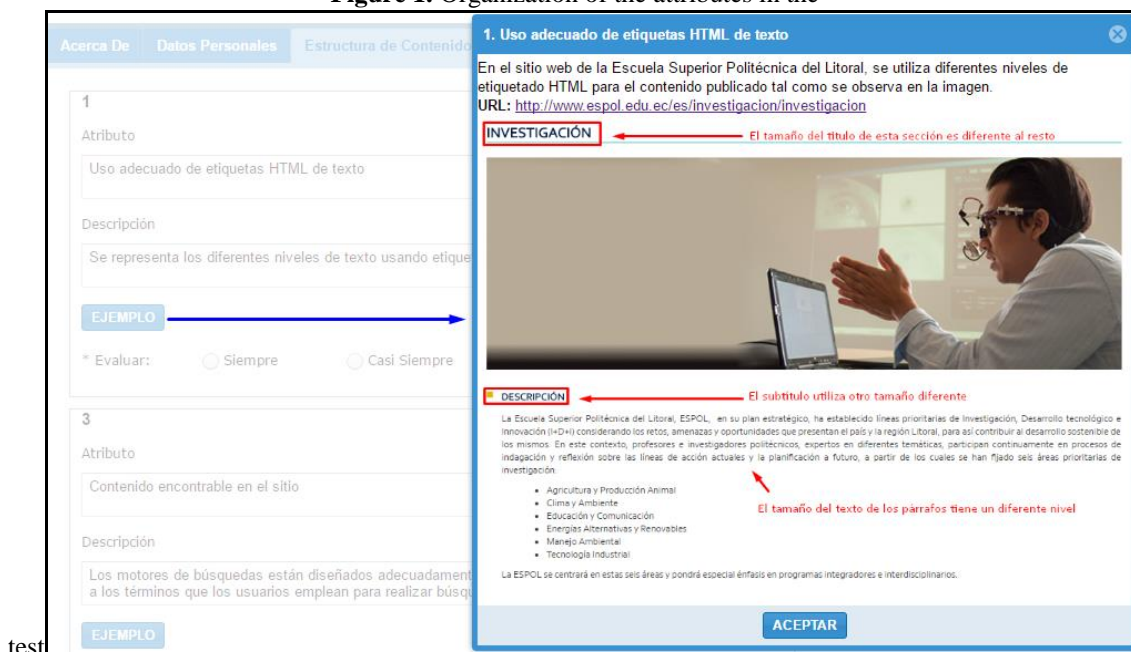 Figure 1. Organization of the attributes in the
Acerca De Datos Personales Estructura de Contenido
1
Atributo
Uso adecuado de etiquetas HTML de texto
Descripción
Se representa los diferentes niveles de texto usando etique
EJEMPLO
* Evaluar: Siempre Casi Siempre
3
Atributo
Contenido encontrable en el sitio
Descripción
Los motores de búsquedas están diseñados adecuadament
a los términos que los usuarios emplean para realizar búsqu
EJEMPLO
1. Uso adecuado de etiquetas HTML de texto
En el sitio web de la Escuela Superior Politécnica del Litoral, se utiliza diferentes niveles de
etiquetado HTML para el contenido publicado tal como se observa en la imagen.
URL: http://www.espol.edu.ec/es/investigacion/investigacion
INVESTIGACIÓN El tamaño del titulo de esta sección es diferente al resto
DESCRIPCIÓN El subtitulo utiliza otro tamaño diferente
La Escuela Superior Politécnica del Litoral, ESPOL, en su plan estratégico, ha establecido líneas prioritarias de Investigación, Desarrollo tecnológico e
Innovación (I+D+i) considerando los retos, amenazas y oportunidades que presentan el país y la región Litoral, para así contribuir al desarrollo sostenible de
los mismos. En este contexto, profesores e investigadores politécnicos, expertos en diferentes temáticas, participan continuamente en procesos de
indagación y reflexión sobre las líneas de acción actuales y la planificación a futuro, a partir de los cuales se han fijado seis áreas prioritarias de
investigación.
Agricultura y Producción Animal
Clima y Ambiente
Educación y Comunicación
Energías Alternativas y Renovables
Manejo Ambiental
Tecnología Industrial
El tamaño del texto de los párrafos tiene un diferente nivel
La ESPOL se centrará en estas seis áreas y pondrá especial énfasis en programas integradores e interdisciplinarios.
ACEPTAR
test